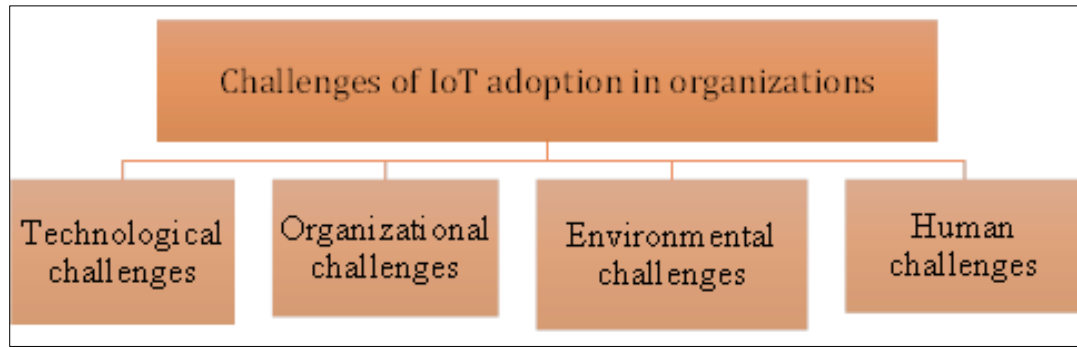 Challenges of IoT adoption in organizations
Technological
challenges
Organizational
challenges
Environmental
challenges
Human
challenges